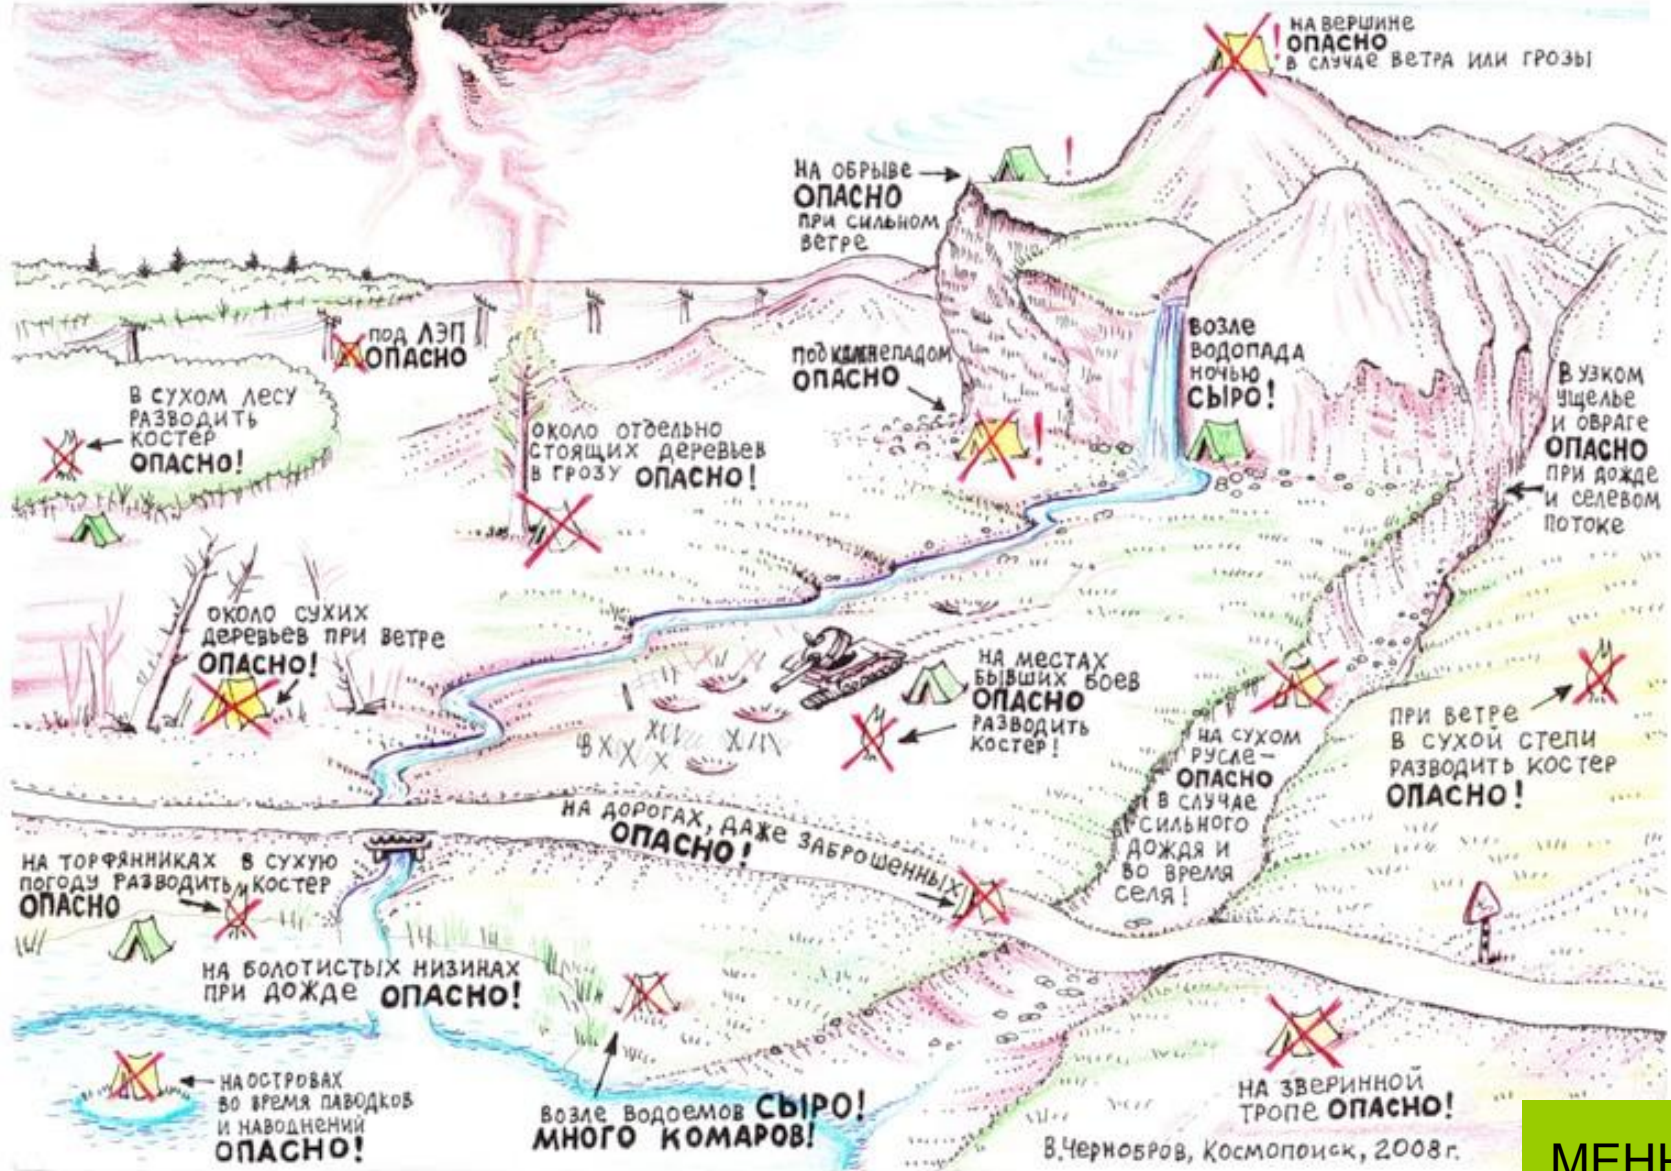 НА ВЕРШИНЕ
ОПАСНО
В СЛУЧАЕ ВЕТРА ИЛИ ГРОЗЫ
!
НА ОБРЫВЕ
ОПАСНО
ПРИ СИЛЬНОМ
ВЕТРЕ
!
ПОД ЛЭП
ОПАСНО
ПОД КАМНЕПАДОМ
ОПАСНО
!
ВОЗЛЕ
ВОДОПАДА
НОЧЬЮ
СЫРО!
В УЗКОМ
УЩЕЛЬЕ
И ОВРАГЕ
ОПАСНО
ПРИ ДОЖДЕ
И СЕЛЕВОМ
ПОТОКЕ
В СУХОМ ЛЕСУ
РАЗВОДИТЬ
КОСТЕР
ОПАСНО!
ОКОЛО ОТДЕЛЬНО
СТОЯЩИХ ДЕРЕВЬЕВ
В ГРОЗУ ОПАСНО!
ОКОЛО СУХИХ
ДЕРЕВЬЕВ ПРИ ВЕТРЕ
ОПАСНО!
НА МЕСТАХ
БЫВШИХ БОЕВ
ОПАСНО
РАЗВОДИТЬ
КОСТЕР!
НА СУХОМ
РУСЛЕ-
ОПАСНО
В СЛУЧАЕ
СИЛЬНОГО
ДОЖДЯ И
ВО ВРЕМЯ
СЕЛЯ!
ПРИ ВЕТРЕ
В СУХОЙ СТЕПИ
РАЗВОДИТЬ КОСТЕР
ОПАСНО!
НА ДОРОГАХ, ДАЖЕ ЗАБРОШЕННЫХ
ОПАСНО!
НА ТОРФЯННИКАХ В СУХУЮ
ПОГОДУ РАЗВОДИТЬ КОСТЕР
ОПАСНО
НА БОЛОТИСТЫХ НИЗИНАХ
ПРИ ДОЖДЕ ОПАСНО!
НА ОСТРОВАХ
ВО ВРЕМЯ ПАВОДКОВ
И НАВОДНЕНИЙ
ОПАСНО!
ВОЗЛЕ ВОДОЕМОВ СЫРО!
МНОГО КОМАРОВ!
НА ЗВЕРИННОЙ
ТРОПЕ ОПАСНО!
В.ЧЕРНОБРОВ, КОСМОПОИСК, 2008г.